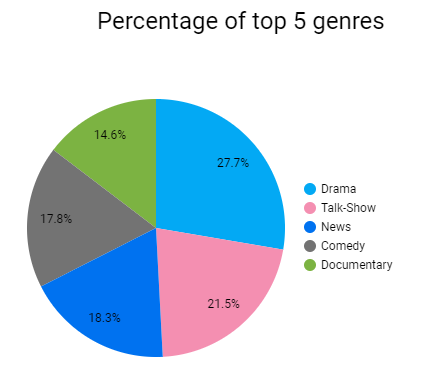 Percentage of top 5 genres
14.6%
27.7%
17.8%
21.5%
18.3%
Drama
Talk-Show
News
Comedy
Documentary